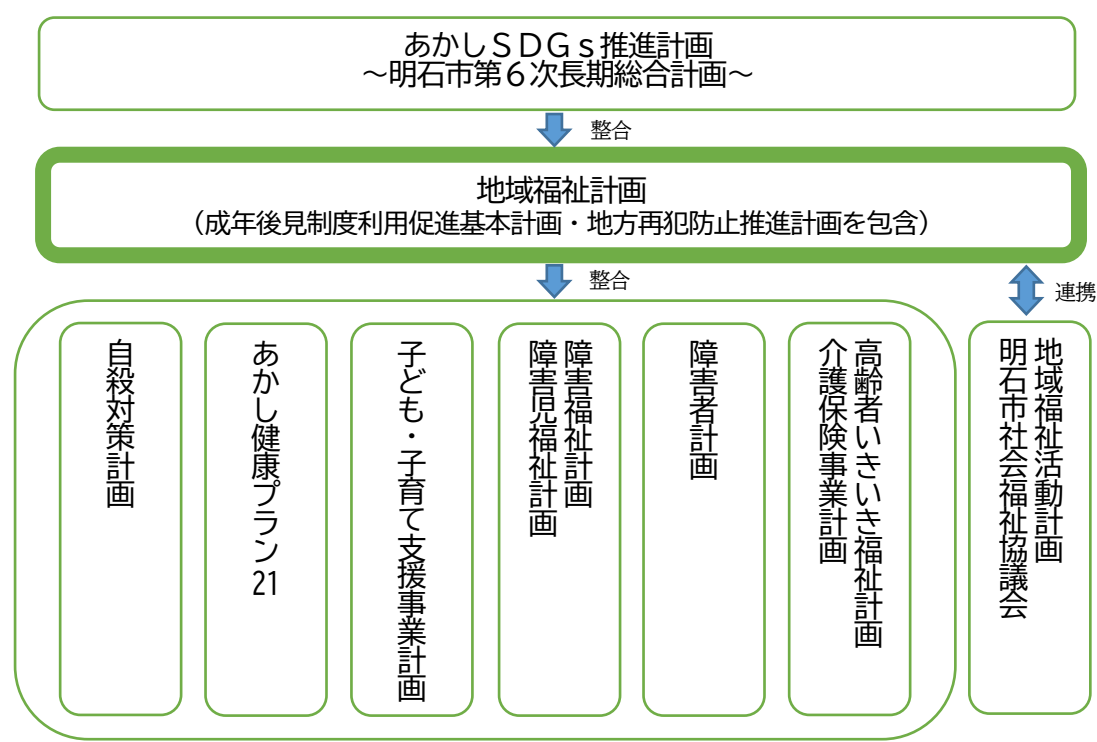 あかしＳＤＧｓ推進計画
～明石市第６次長期総合計画～
整合
地域福祉計画
（成年後見制度利用促進基本計画・地方再犯防止推進計画を包含）
整合
連携
地域福祉活動計画
明石市社会福祉協議会
高齢者いきいき福祉計画
介護保険事業計画
障害者計画
障害福祉計画
障害児福祉計画
子ども・子育て支援事業計画
あかし健康プラン21
自殺対策計画